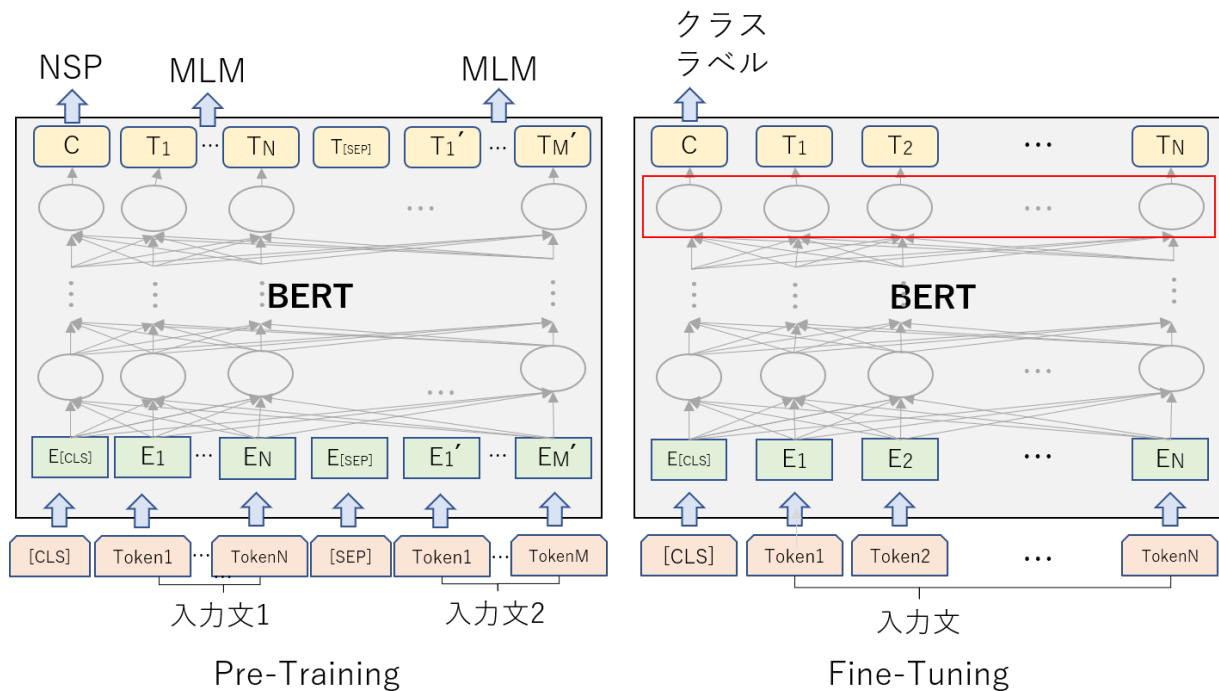 NSP MLM MLM
C T1 … TN T[SEP] T1′ … TM′
…
BERT
…
E[CLS] E1 … EN E[SEP] E1′ … EM′
[CLS] Token1 … TokenN [SEP] Token1 … TokenM
…
入力文1 入力文2
Pre-Training
クラス
ラベル
C T1 T2 … TN
…
BERT
…
E[CLS] E1 E2 … EN
[CLS] Token1 Token2 … TokenN
入力文
Fine-Tuning